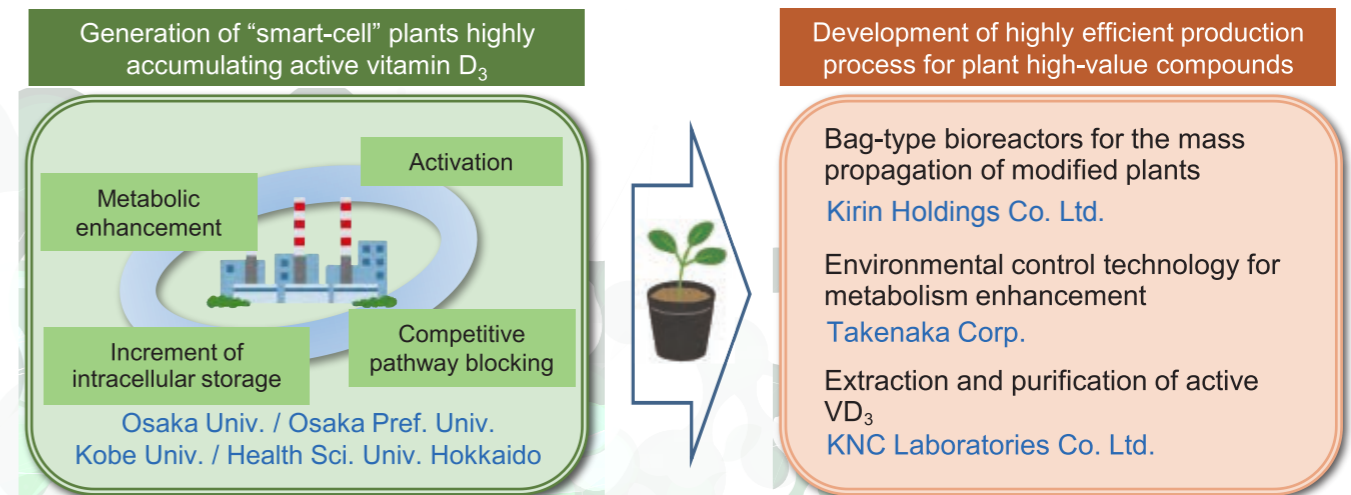 Generation of “smart-cell” plants highly
accumulating active vitamin D₃
Activation
Metabolic
enhancement
Increment of
intracellular storage
Competitive
pathway blocking
Osaka Univ. / Osaka Pref. Univ.
Kobe Univ. / Health Sci. Univ. Hokkaido
Development of highly efficient production
process for plant high-value compounds
Bag-type bioreactors for the mass
propagation of modified plants
Kirin Holdings Co. Ltd.
Environmental control technology for
metabolism enhancement
Takenaka Corp.
Extraction and purification of active
VD₃
KNC Laboratories Co. Ltd.